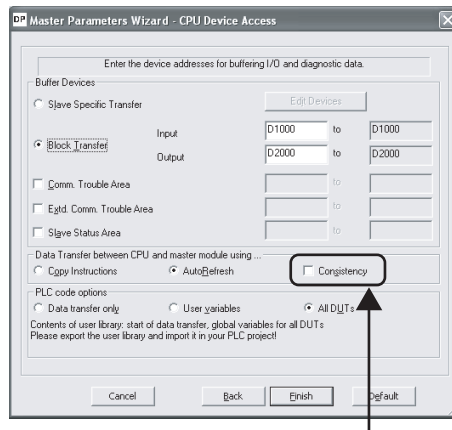 DP Master Parameters Wizard - CPU Device Access
Enter the device addresses for buffering I/O and diagnostic data.
Buffer Devices
Slave Specific Transfer
Edit Devices
Block Transfer
Input D1000 to D1000
Output D2000 to D2000
Comm. Trouble Area to
Extd. Comm. Trouble Area to
Slave Status Area to
Data Transfer between CPU and master module using ...
Copy Instructions AutoRefresh Consistency
PLC code options
Data transfer only User variables All DUTs
Contents of user library: start of data transfer, global variables for all DUTs
Please export the user library and import it in your PLC project!
Cancel Back Finish Default